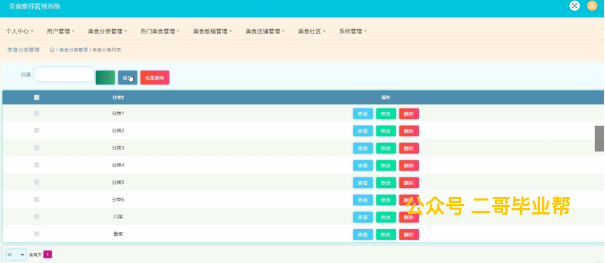 美食推荐管理系统
个人中心 用户管理 美食分类管理 热门美食管理 美食教程管理 美食店铺管理 美食社区 系统管理
美食分类管理 / 美食分类管理 / 美食分类列表
分类
批量删除
分类 操作
分类1 查看 修改 删除
分类2 查看 修改 删除
分类3 查看 修改 删除
分类4 查看 修改 删除
分类5 查看 修改 删除
分类6 查看 修改 删除
川菜 查看 修改 删除
鲁菜 查看 修改 删除
公众号 二哥毕业帮
10 1